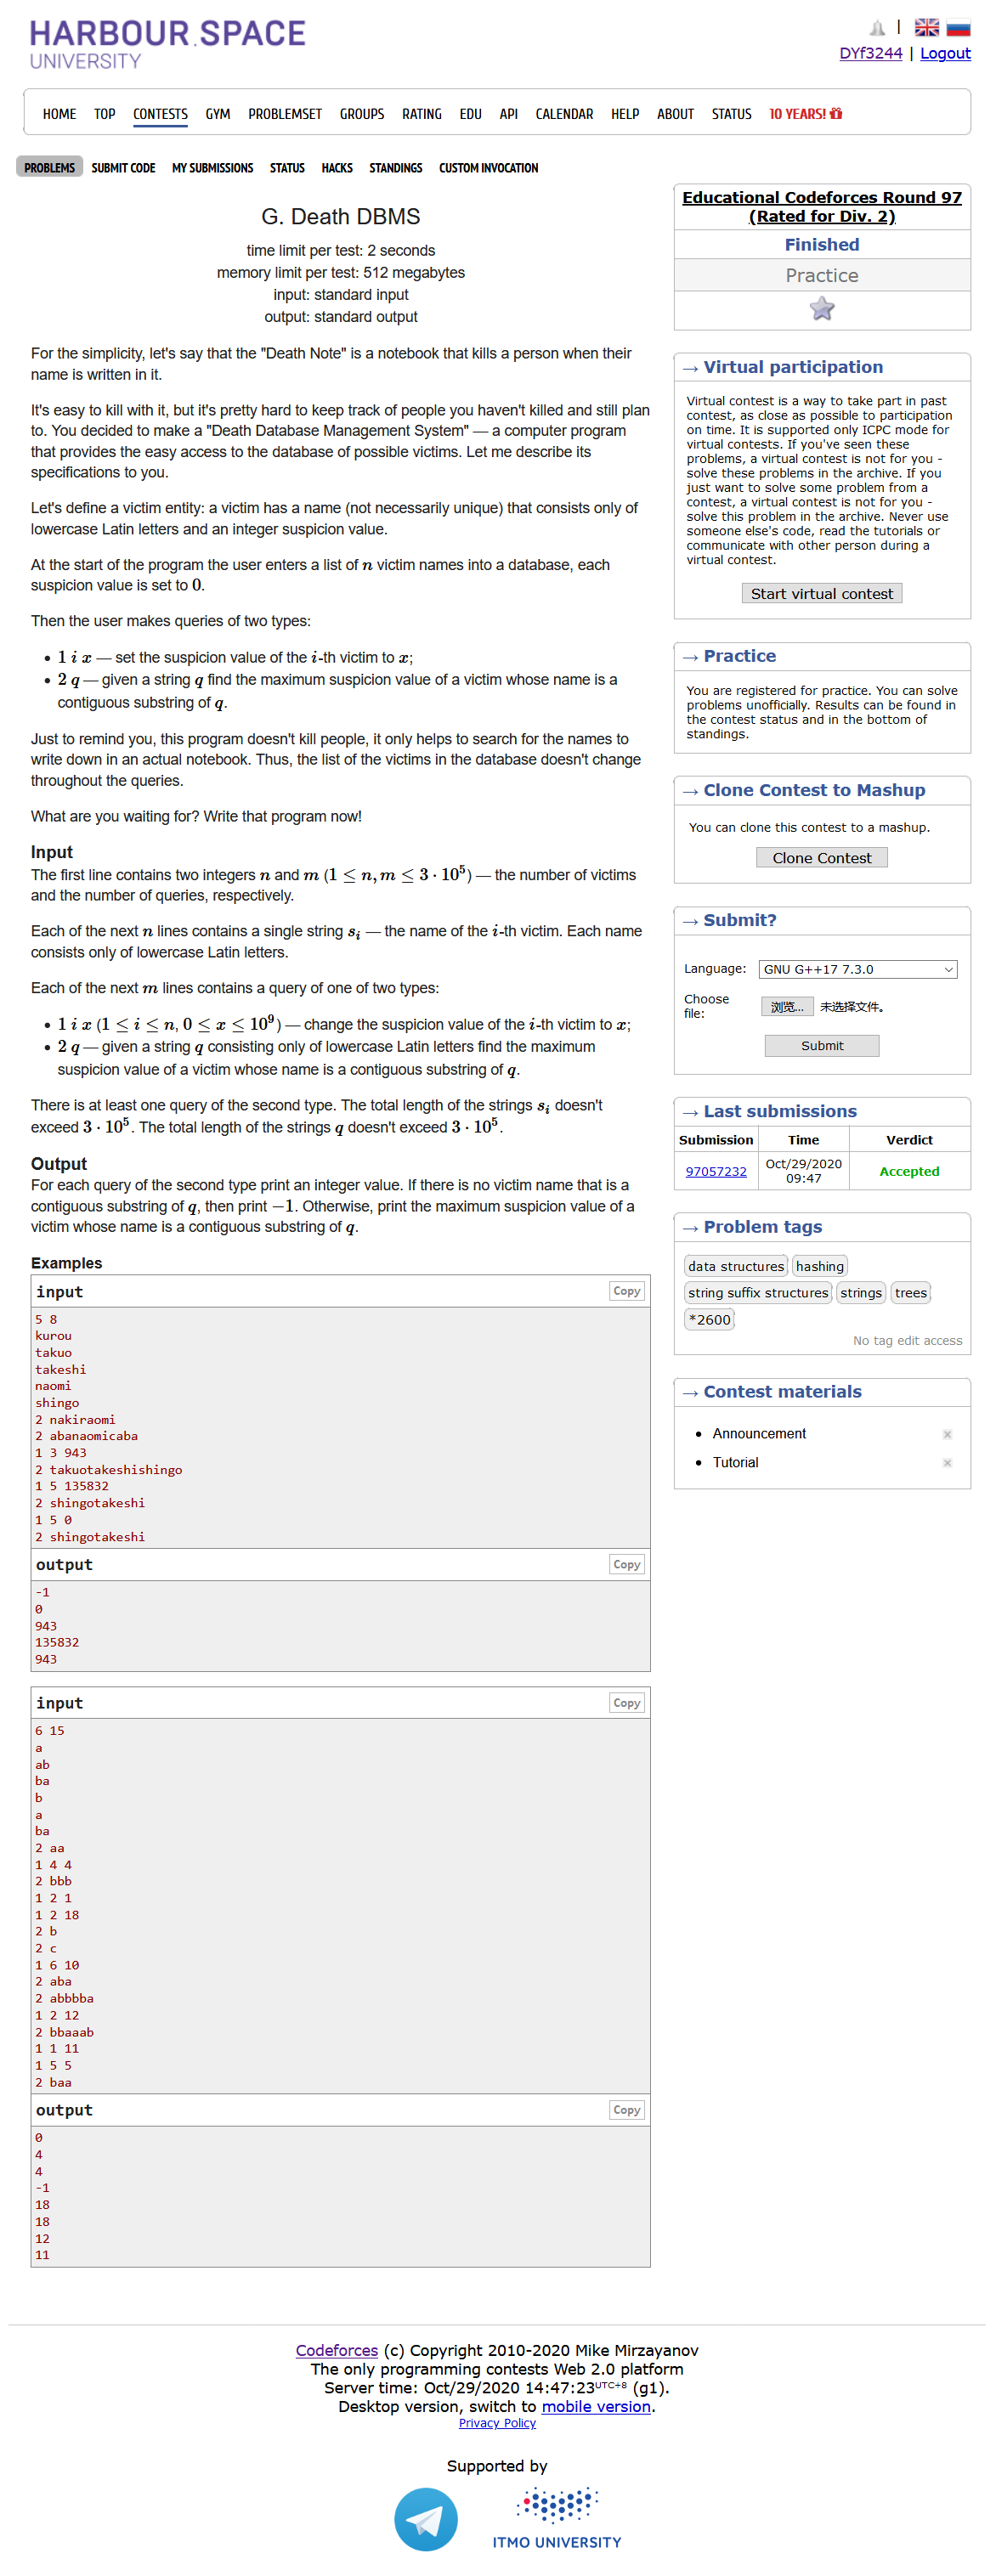 HARBOUR.SPACE
UNIVERSITY
|
DYf3244 | Logout
HOME TOP CONTESTS GYM PROBLEMSET GROUPS RATING EDU API CALENDAR HELP ABOUT STATUS 10 YEARS!
PROBLEMS SUBMIT CODE MY SUBMISSIONS STATUS HACKS STANDINGS CUSTOM INVOCATION
G. Death DBMS
time limit per test: 2 seconds
memory limit per test: 512 megabytes
input: standard input
output: standard output
For the simplicity, let's say that the "Death Note" is a notebook that kills a person when their
name is written in it.
It's easy to kill with it, but it's pretty hard to keep track of people you haven't killed and still plan
to. You decided to make a "Death Database Management System" — a computer program
that provides the easy access to the database of possible victims. Let me describe its
specifications to you.
Let's define a victim entity: a victim has a name (not necessarily unique) that consists only of
lowercase Latin letters and an integer suspicion value.
At the start of the program the user enters a list of n victim names into a database, each
suspicion value is set to 0.
Then the user makes queries of two types:
• 1 i x — set the suspicion value of the i-th victim to x;
• 2 q — given a string q find the maximum suspicion value of a victim whose name is a
contiguous substring of q.
Just to remind you, this program doesn't kill people, it only helps to search for the names to
write down in an actual notebook. Thus, the list of the victims in the database doesn't change
throughout the queries.
What are you waiting for? Write that program now!
Input
The first line contains two integers n and m (1 ≤ n, m ≤ 3 · 10⁵) — the number of victims
and the number of queries, respectively.
Each of the next n lines contains a single string sᵢ — the name of the i-th victim. Each name
consists only of lowercase Latin letters.
Each of the next m lines contains a query of one of two types:
• 1 i x (1 ≤ i ≤ n, 0 ≤ x ≤ 10⁹) — change the suspicion value of the i-th victim to x;
• 2 q — given a string q consisting only of lowercase Latin letters find the maximum
suspicion value of a victim whose name is a contiguous substring of q.
There is at least one query of the second type. The total length of the strings sᵢ doesn't
exceed 3 · 10⁵. The total length of the strings q doesn't exceed 3 · 10⁵.
Output
For each query of the second type print an integer value. If there is no victim name that is a
contiguous substring of q, then print −1. Otherwise, print the maximum suspicion value of a
victim whose name is a contiguous substring of q.
Examples
input Copy
5 8
kurou
takuo
takeshi
naomi
shingo
2 nakiraomi
2 abanaomicaba
1 3 943
2 takuotakeshishingo
1 5 135832
2 shingotakeshi
1 5 0
2 shingotakeshi
output Copy
-1
0
943
135832
943
input Copy
6 15
a
ab
ba
b
a
ba
2 aa
1 4 4
2 bbb
1 2 1
1 2 18
2 b
2 c
1 6 10
2 aba
2 abbbba
1 2 12
2 bbaaab
1 1 11
1 5 5
2 baa
output Copy
0
4
4
-1
18
18
12
11
Educational Codeforces Round 97
(Rated for Div. 2)
Finished
Practice
→ Virtual participation
Virtual contest is a way to take part in past
contest, as close as possible to participation
on time. It is supported only ICPC mode for
virtual contests. If you've seen these
problems, a virtual contest is not for you -
solve these problems in the archive. If you
just want to solve some problem from a
contest, a virtual contest is not for you -
solve this problem in the archive. Never use
someone else's code, read the tutorials or
communicate with other person during a
virtual contest.
Start virtual contest
→ Practice
You are registered for practice. You can solve
problems unofficially. Results can be found in
the contest status and in the bottom of
standings.
→ Clone Contest to Mashup
You can clone this contest to a mashup.
Clone Contest
→ Submit?
Language: GNU G++17 7.3.0
Choose
file: 浏览... 未选择文件。
Submit
→ Last submissions
Submission Time Verdict
97057232 Oct/29/2020
09:47 Accepted
→ Problem tags
data structures hashing
string suffix structures strings trees
*2600
No tag edit access
→ Contest materials
• Announcement
• Tutorial
Codeforces (c) Copyright 2010-2020 Mike Mirzayanov
The only programming contests Web 2.0 platform
Server time: Oct/29/2020 14:47:23 UTC+8 (g1).
Desktop version, switch to mobile version.
Privacy Policy
Supported by
ITMO UNIVERSITY